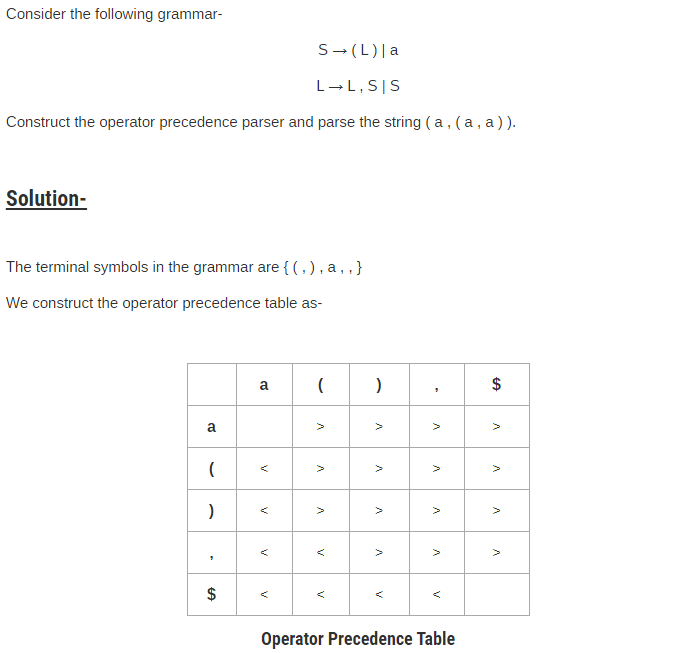 Consider the following grammar-
S → ( L ) | a
L → L , S | S
Construct the operator precedence parser and parse the string ( a , ( a , a ) ).
Solution-
The terminal symbols in the grammar are { ( , ) , a , , }
We construct the operator precedence table as-
a ( ) , $
a > > > >
( < > > > >
) < > > > >
, < < > > >
$ < < < <
Operator Precedence Table